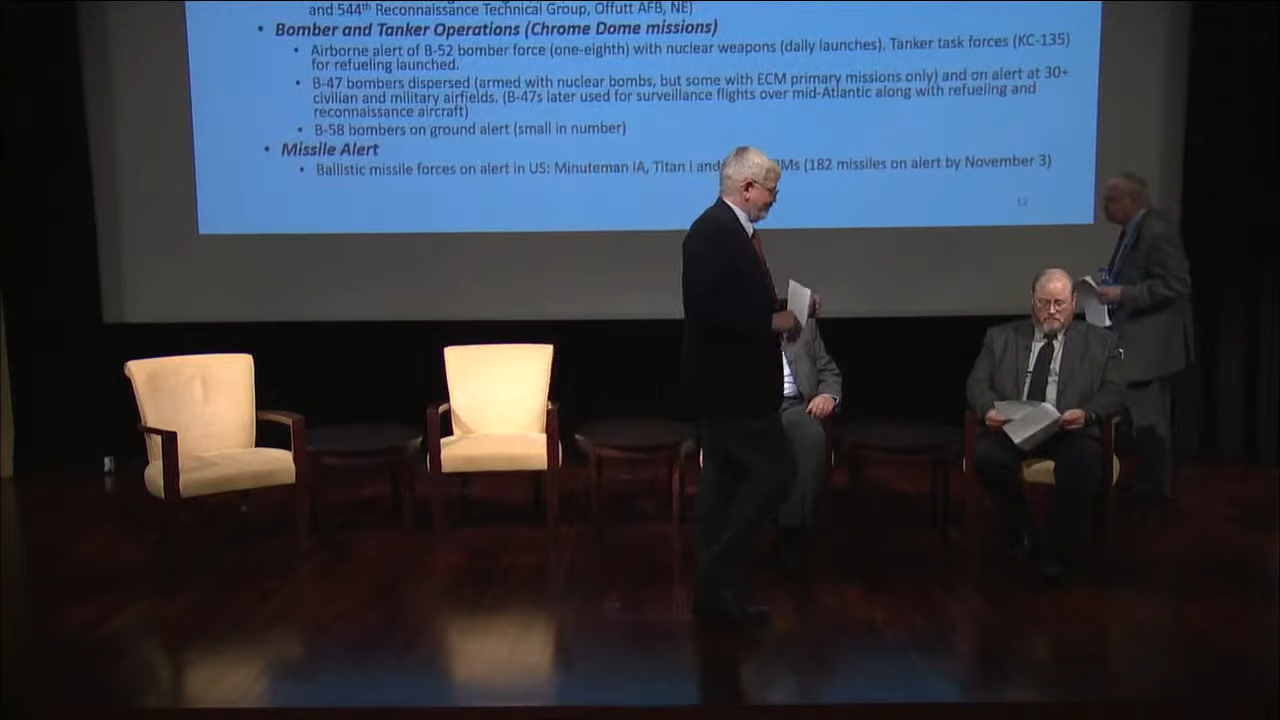 and 544th Reconnaissance Technical Group, Offutt AFB, NE)
• Bomber and Tanker Operations (Chrome Dome missions)
• Airborne alert of B-52 bomber force (one-eighth) with nuclear weapons (daily launches). Tanker task forces (KC-135)
for refueling launched.
• B-47 bombers dispersed (armed with nuclear bombs, but some with ECM primary missions only) and on alert at 30+
civilian and military airfields. (B-47s later used for surveillance flights over mid-Atlantic along with refueling and
reconnaissance aircraft)
• B-58 bombers on ground alert (small in number)
• Missile Alert
• Ballistic missile forces on alert in US: Minuteman IA, Titan I and Ms (182 missiles on alert by November 3)
12